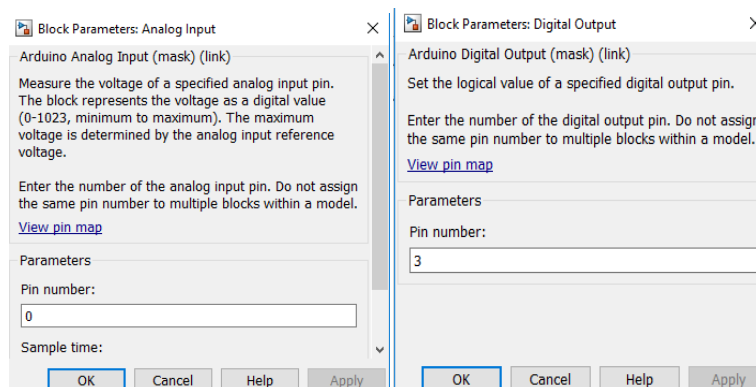 Block Parameters: Analog Input
Arduino Analog Input (mask) (link)
Measure the voltage of a specified analog input pin.
The block represents the voltage as a digital value
(0-1023, minimum to maximum). The maximum
voltage is determined by the analog input reference
voltage.
Enter the number of the analog input pin. Do not assign
the same pin number to multiple blocks within a model.
View pin map
Parameters
Pin number:
0
Sample time:
OK Cancel Help Apply
Block Parameters: Digital Output
Arduino Digital Output (mask) (link)
Set the logical value of a specified digital output pin.
Enter the number of the digital output pin. Do not assign
the same pin number to multiple blocks within a model.
View pin map
Parameters
Pin number:
3
OK Cancel Help Apply